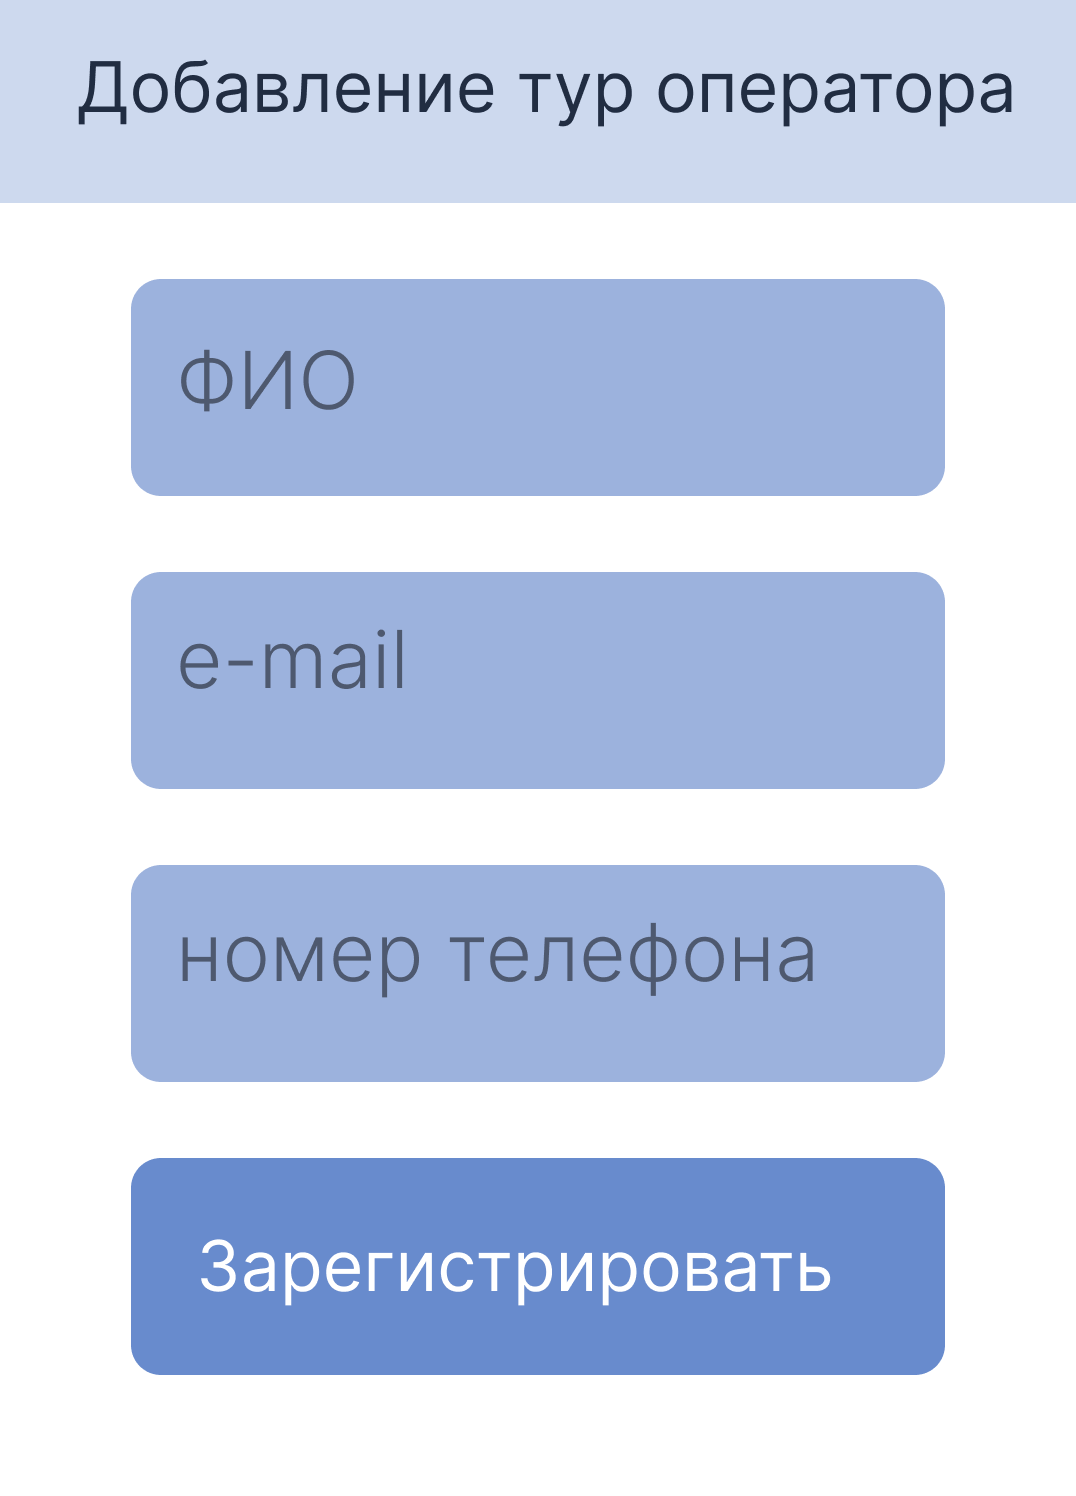 Добавление тур оператора
ФИО
e-mail
номер телефона
Зарегистрировать